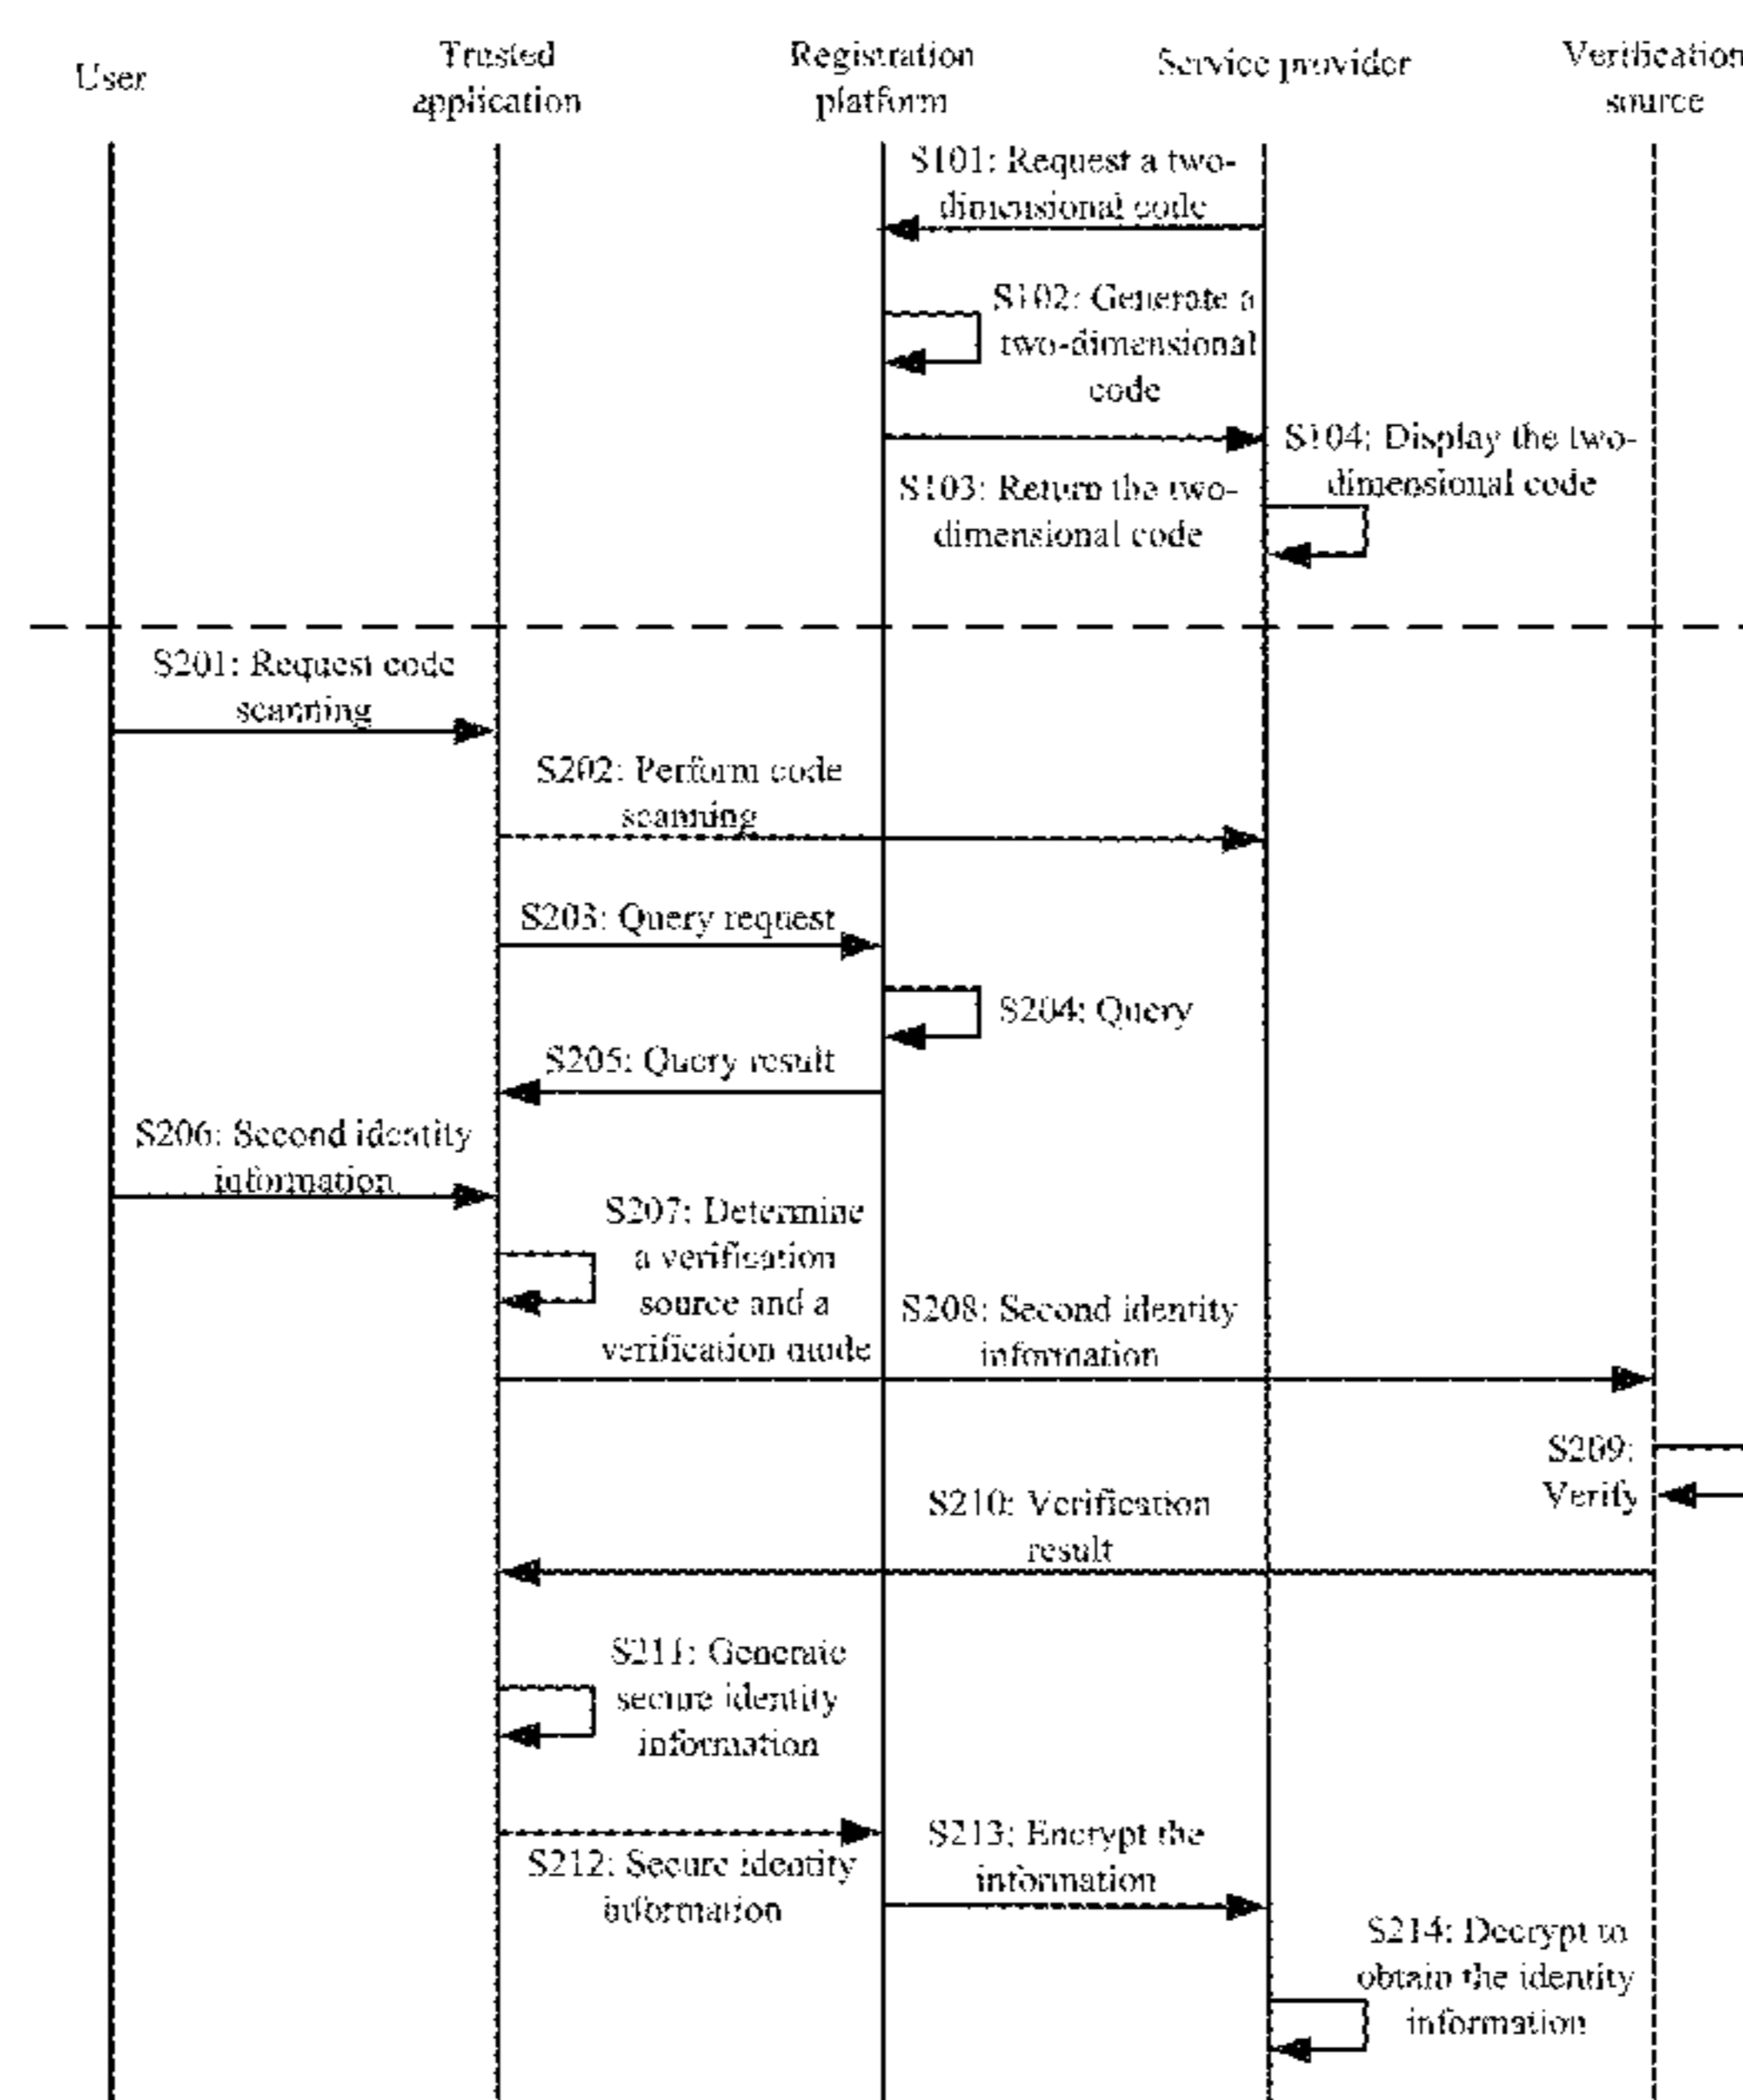 User
Trusted
application
Registration
platform
Service provider
Verification
source
S101: Request a two-
dimensional code
S102: Generate a
two-dimensional
code
S103: Return the two-
dimensional code
S104: Display the two-
dimensional code
S201: Request code
scanning
S202: Perform code
scanning
S203: Query request
S204: Query
S205: Query result
S206: Second identity
information
S207: Determine
a verification
source and a
verification mode
S208: Second identity
information
S209:
Verify
S210: Verification
result
S211: Generate
secure identity
information
S212: Secure identity
information
S213: Encrypt the
information
S214: Decrypt to
obtain the identity
information